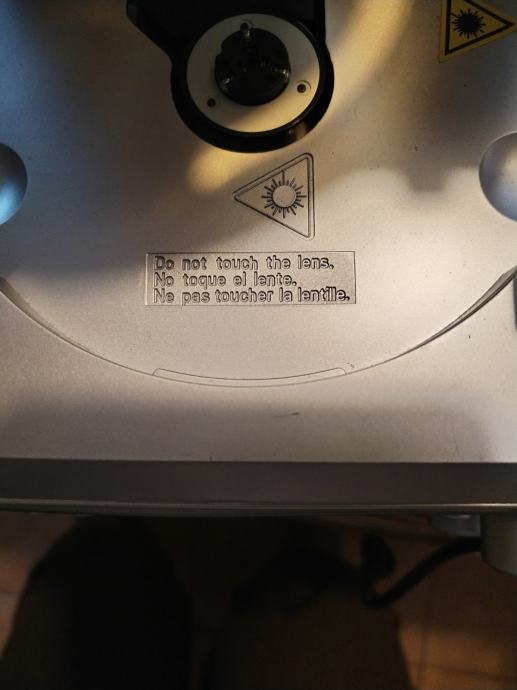 Do not touch the lens.
No toque el lente.
Ne pas toucher la lentille.